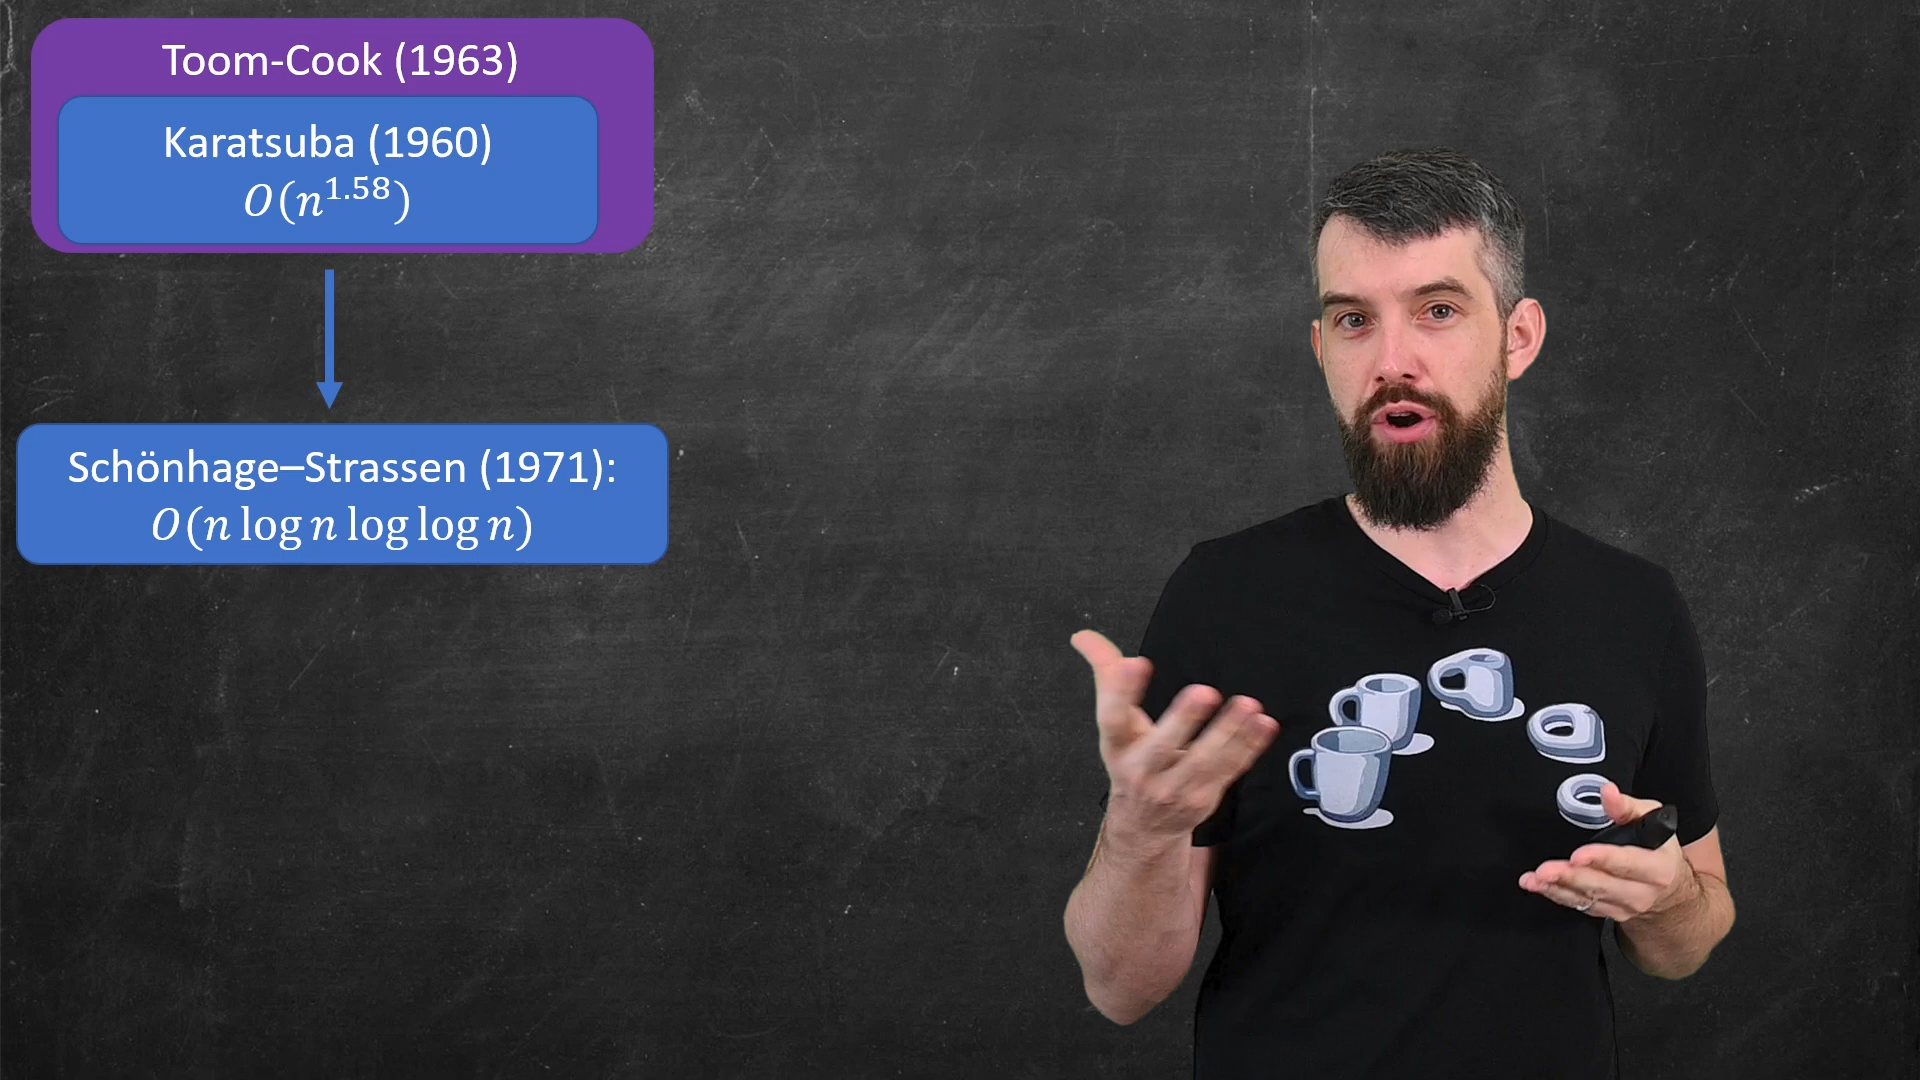 Toom-Cook (1963)
Karatsuba (1960)
O(n^1.58)
Schönhage–Strassen (1971):
O(n log n log log n)